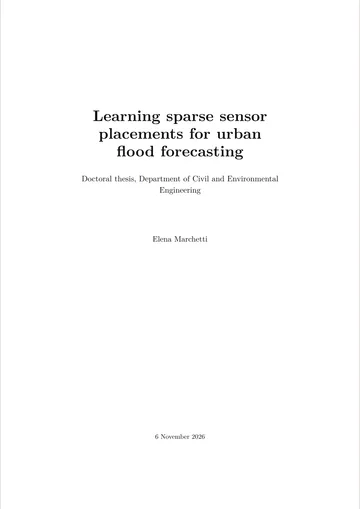 Learning sparse sensor
placements for urban
flood forecasting
Doctoral thesis, Department of Civil and Environmental
Engineering
Elena Marchetti
6 November 2026